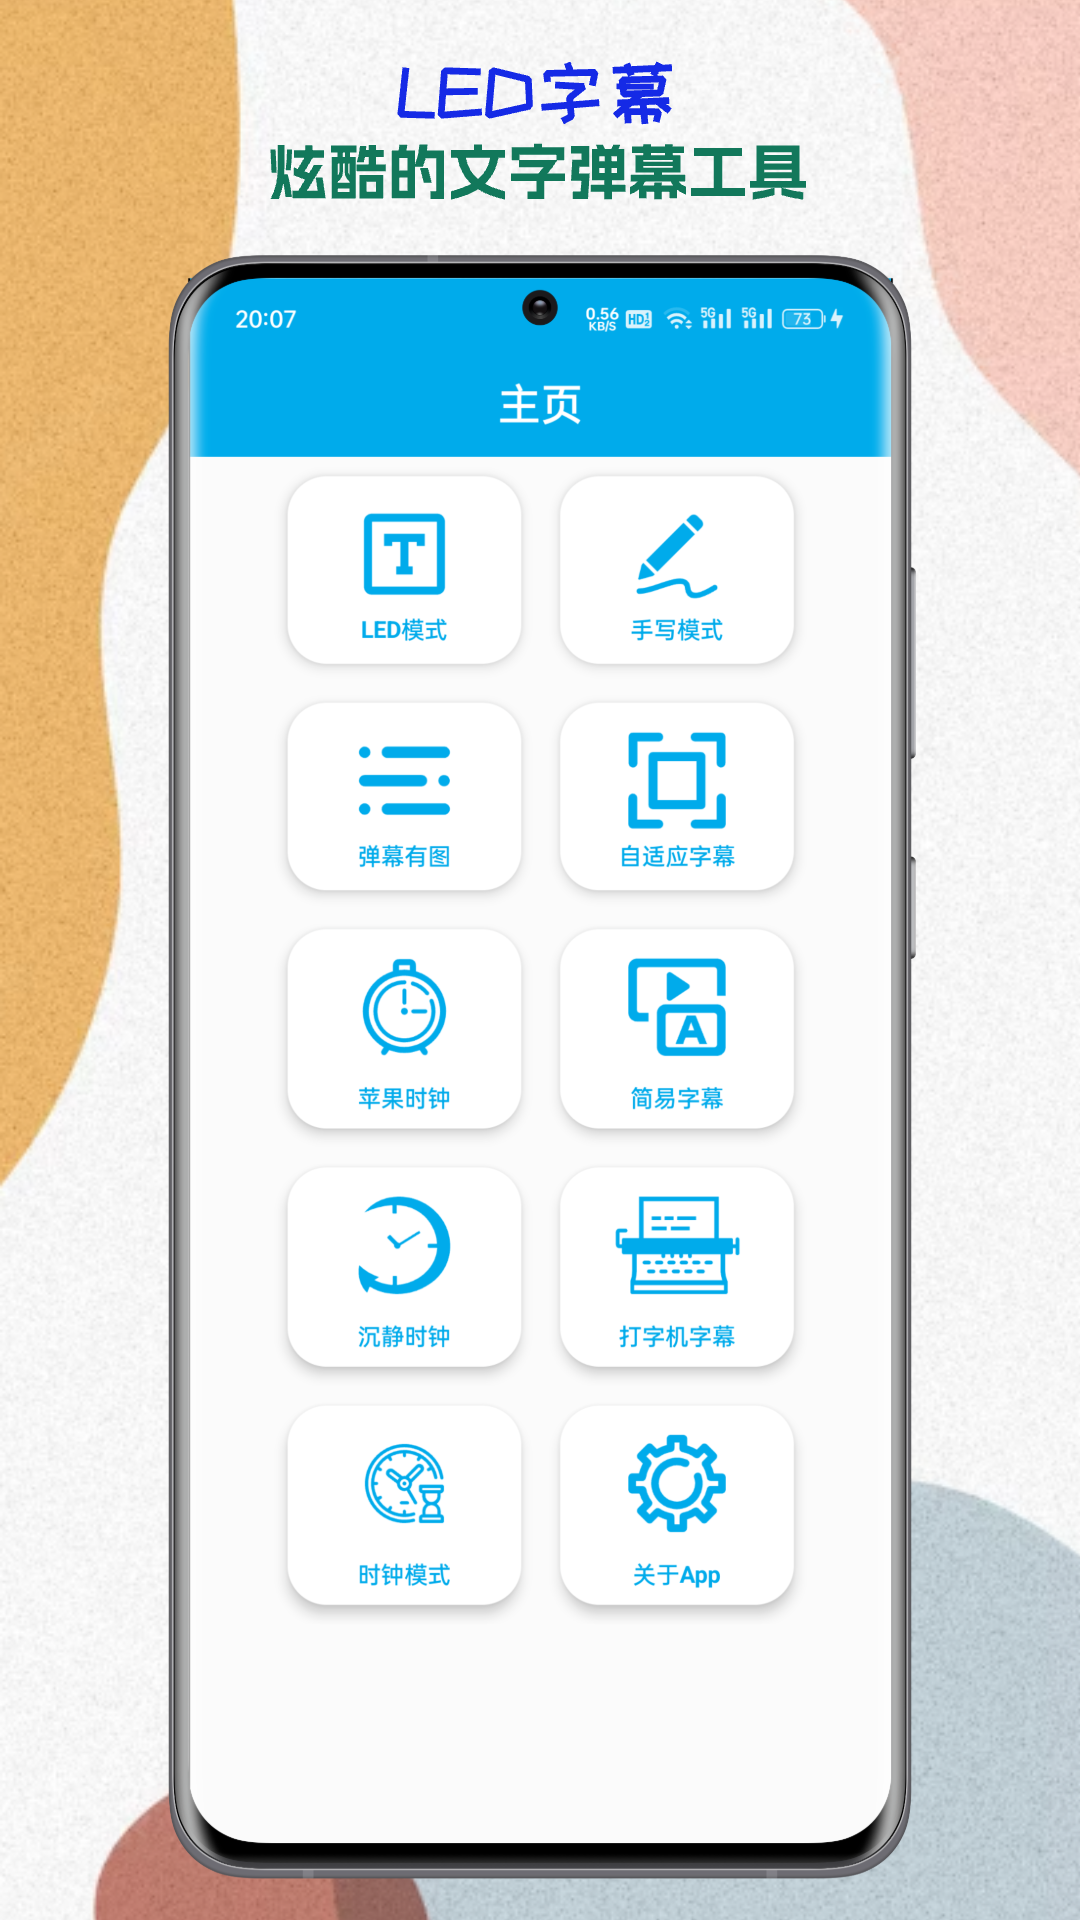 LED字幕
炫酷的文字弹幕工具
20:07 0.56 KB/S HD 1 2 5G 5G 73
主页
T
LED模式 手写模式
弹幕有图 自适应字幕
A
苹果时钟 简易字幕
沉静时钟 打字机字幕
时钟模式 关于App